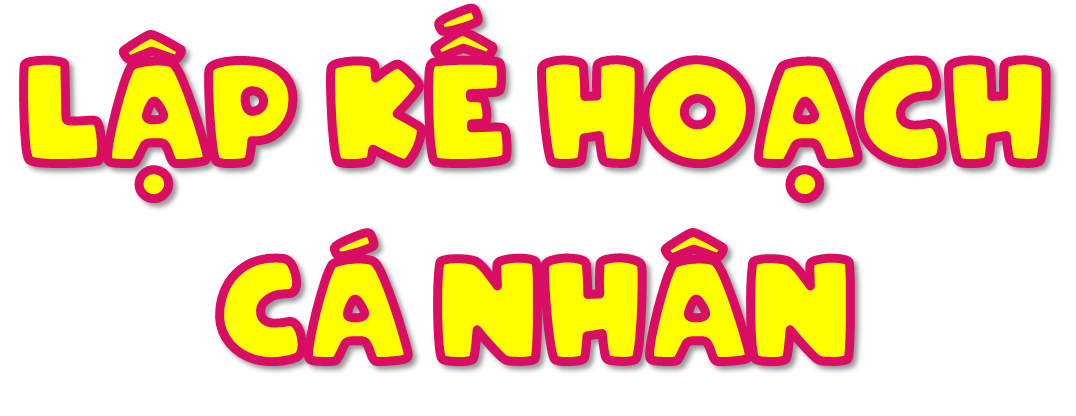 LẬP KẾ HOẠCH
CÁ NHÂN